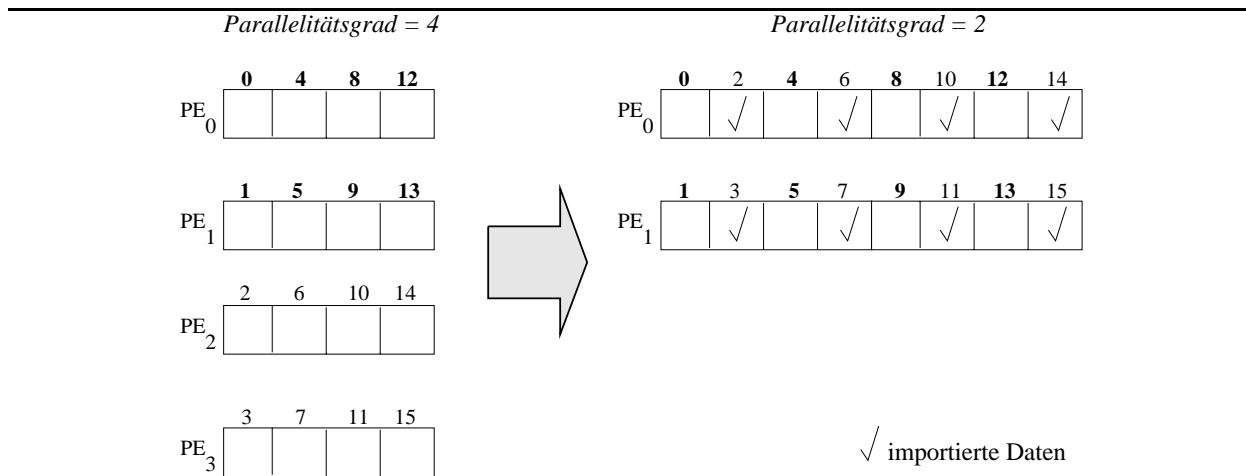 Parallelitätsgrad = 4
Parallelitätsgrad = 2
0 4 8 12
PE0
1 5 9 13
PE1
2 6 10 14
PE2
3 7 11 15
PE3
0 2 4 6 8 10 12 14
PE0
1 3 5 7 9 11 13 15
PE1
√ importierte Daten